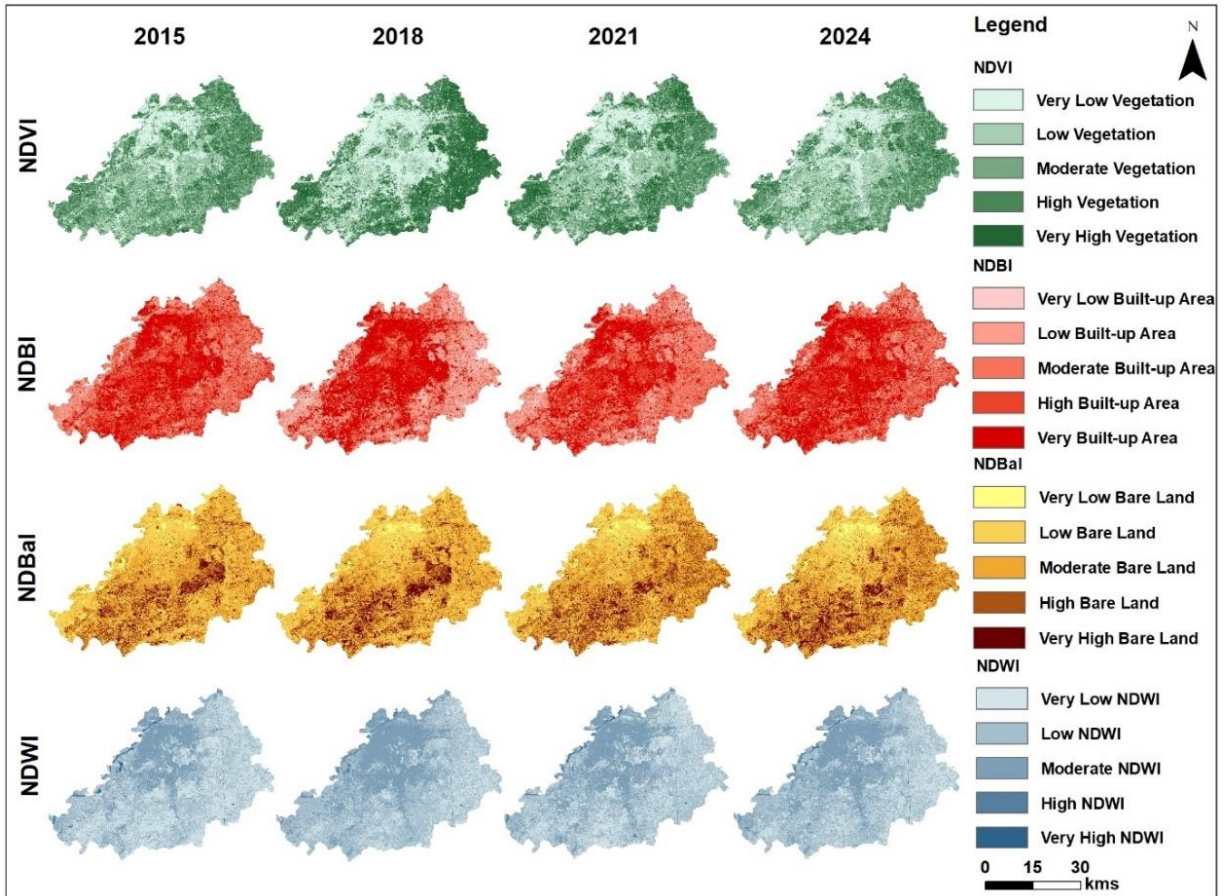 2015
2018
2021
2024
NDVI
NDBI
NDBaI
NDWI
Legend
N
NDVI
Very Low Vegetation
Low Vegetation
Moderate Vegetation
High Vegetation
Very High Vegetation
NDBI
Very Low Built-up Area
Low Built-up Area
Moderate Built-up Area
High Built-up Area
Very Built-up Area
NDBaI
Very Low Bare Land
Low Bare Land
Moderate Bare Land
High Bare Land
Very High Bare Land
NDWI
Very Low NDWI
Low NDWI
Moderate NDWI
High NDWI
Very High NDWI
0 15 30
kms